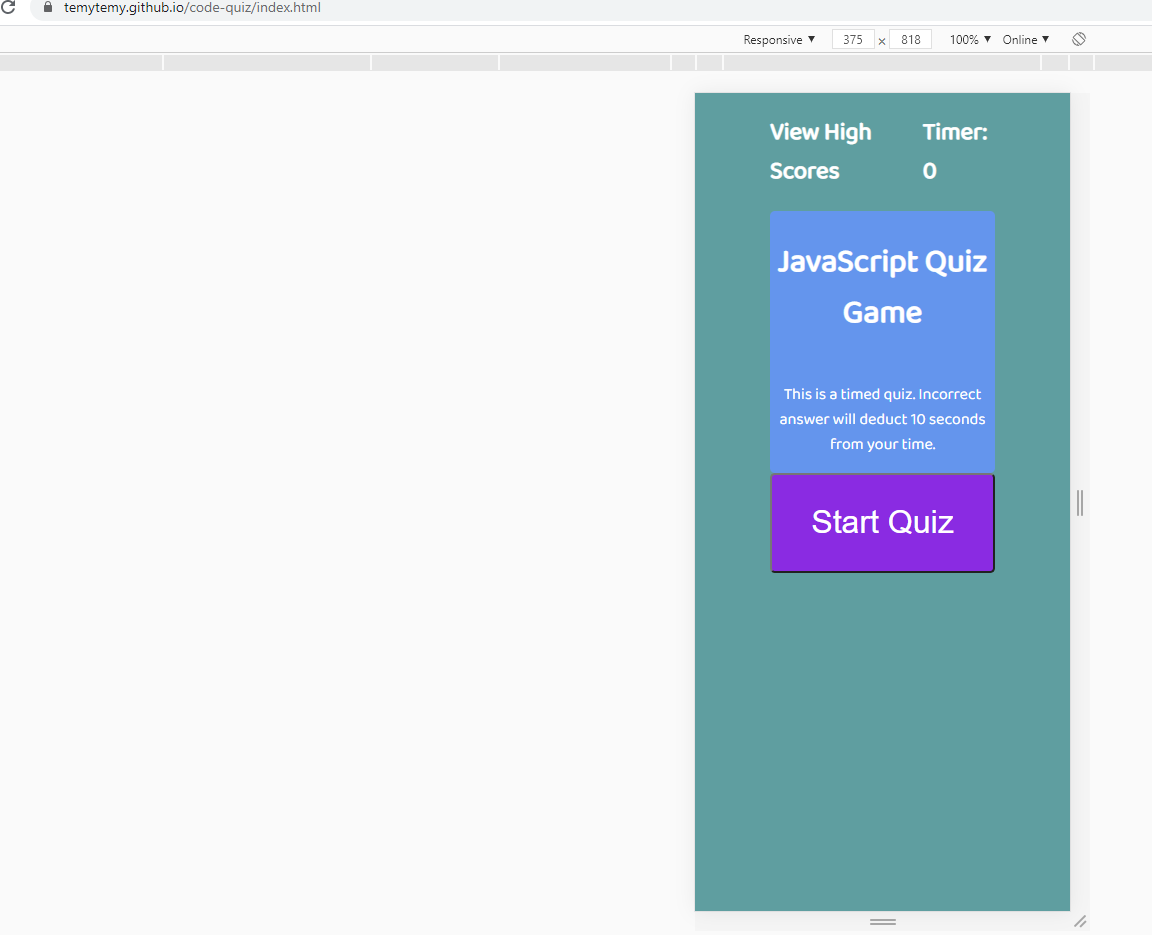 temytemy.github.io/code-quiz/index.html
Responsive ▼ 375 × 818 100% ▼ Online ▼
View High Timer:
Scores 0
JavaScript Quiz
Game
This is a timed quiz. Incorrect
answer will deduct 10 seconds
from your time.
Start Quiz